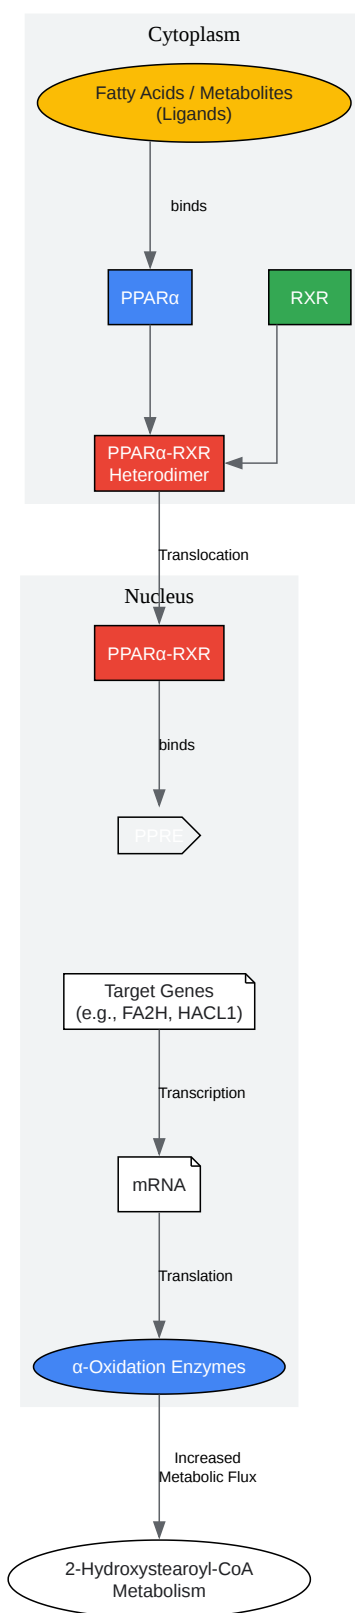 Cytoplasm
Fatty Acids / Metabolites
(Ligands)
binds
PPARα
RXR
PPARα-RXR
Heterodimer
Translocation
Nucleus
PPARα-RXR
binds
PPRE
Target Genes
(e.g., FA2H, HACL1)
Transcription
mRNA
Translation
α-Oxidation Enzymes
Increased
Metabolic Flux
2-Hydroxystearoyl-CoA
Metabolism